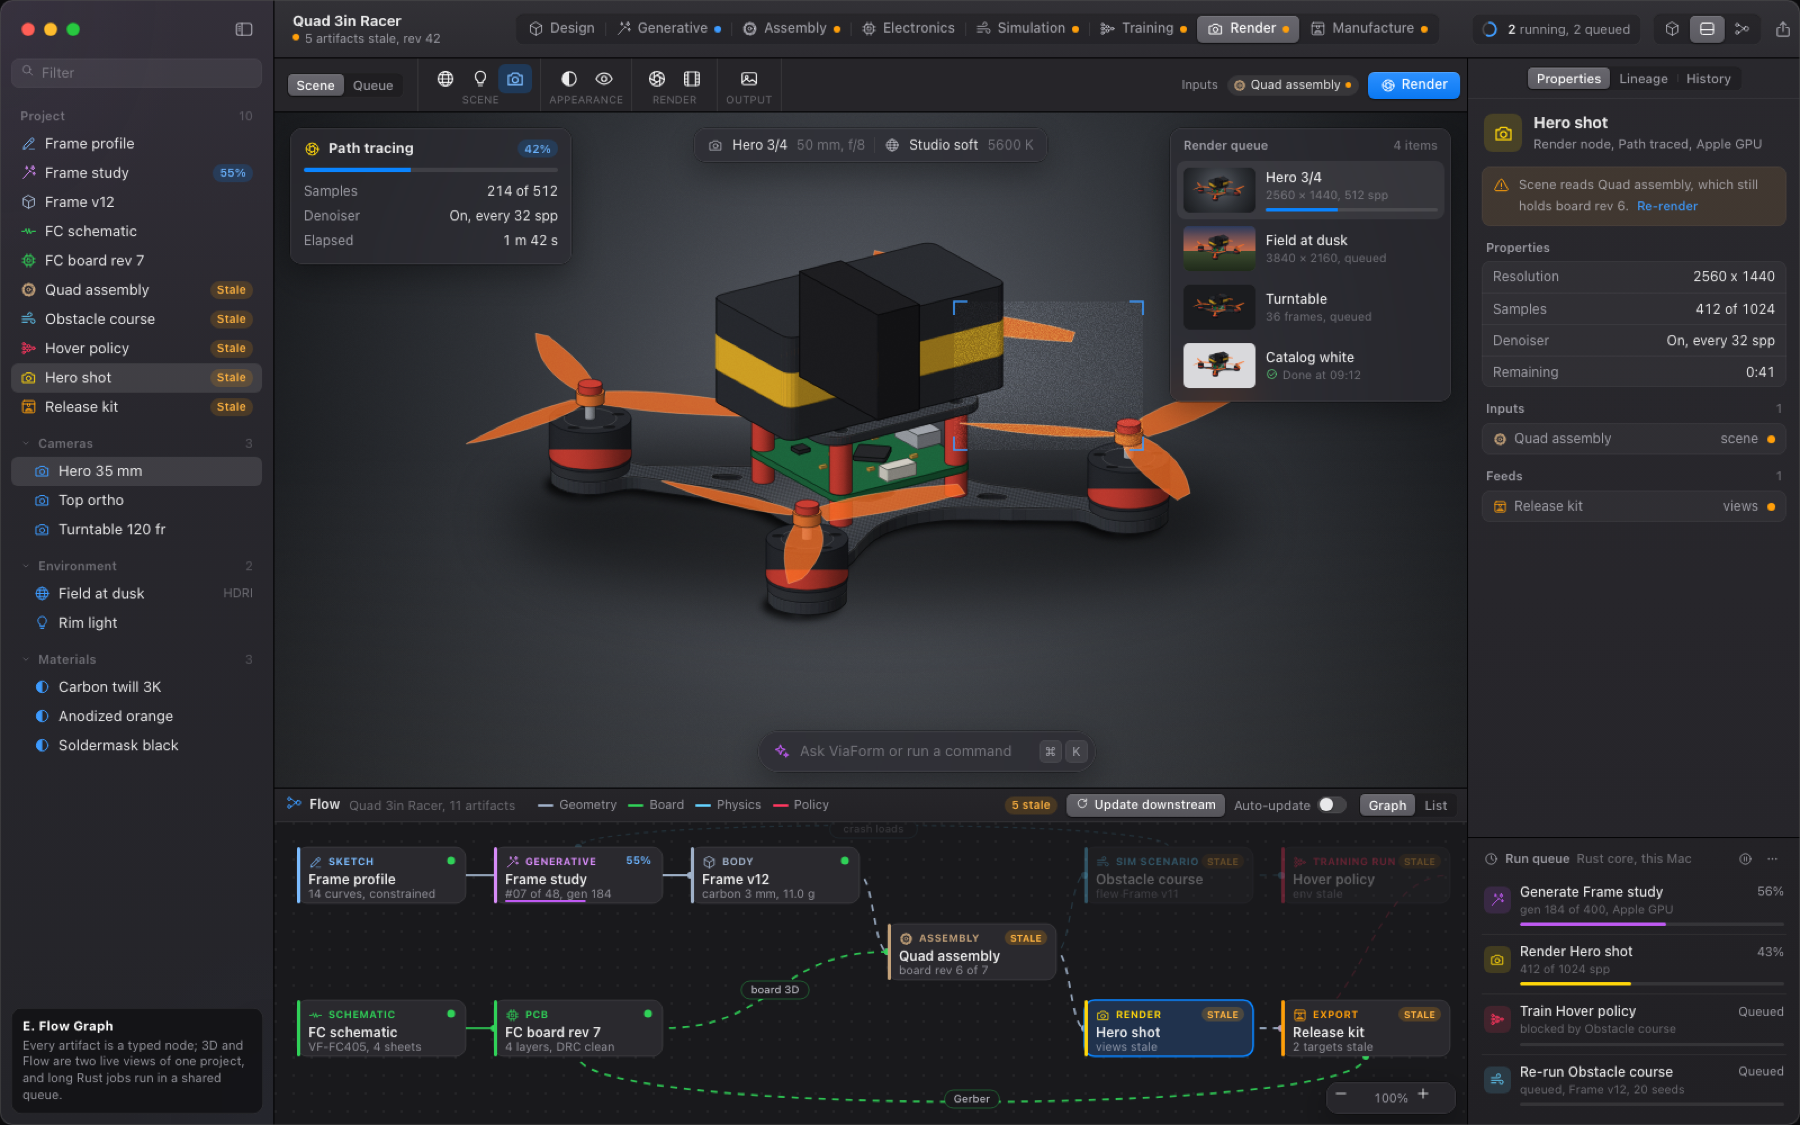 Quad 3in Racer
5 artifacts stale, rev 42
Design
Generative
Assembly
Electronics
Simulation
Training
Render
Manufacture
2 running, 2 queued
Filter
Project 10
Frame profile
Frame study 55%
Frame v12
FC schematic
FC board rev 7
Quad assembly Stale
Obstacle course Stale
Hover policy Stale
Hero shot Stale
Release kit Stale
Cameras 3
Hero 35 mm
Top ortho
Turntable 120 fr
Environment 2
Field at dusk HDRI
Rim light
Materials 3
Carbon twill 3K
Anodized orange
Soldermask black
E. Flow Graph
Every artifact is a typed node; 3D and
Flow are two live views of one project,
and long Rust jobs run in a shared
queue.
Scene Queue
SCENE
APPEARANCE
RENDER
OUTPUT
Inputs Quad assembly
Render
Path tracing 42%
Samples 214 of 512
Denoiser On, every 32 spp
Elapsed 1 m 42 s
Hero 3/4 50 mm, f/8 Studio soft 5600 K
Render queue 4 items
Hero 3/4
2560 × 1440, 512 spp
Field at dusk
3840 × 2160, queued
Turntable
36 frames, queued
Catalog white
Done at 09:12
Ask ViaForm or run a command ⌘ K
Flow Quad 3in Racer, 11 artifacts
Geometry Board Physics Policy
5 stale
Update downstream
Auto-update
Graph List
crash loads
SKETCH
Frame profile
14 curves, constrained
GENERATIVE 55%
Frame study
#07 of 48, gen 184
BODY
Frame v12
carbon 3 mm, 11.0 g
SIM SCENARIO STALE
Obstacle course
flew Frame v11
TRAINING RUN STALE
Hover policy
env stale
ASSEMBLY STALE
Quad assembly
board rev 6 of 7
board 3D
SCHEMATIC
FC schematic
VF-FC405, 4 sheets
PCB
FC board rev 7
4 layers, DRC clean
RENDER STALE
Hero shot
views stale
EXPORT STALE
Release kit
2 targets stale
Gerber
− 100% +
Properties Lineage History
Hero shot
Render node, Path traced, Apple GPU
Scene reads Quad assembly, which still
holds board rev 6. Re-render
Properties
Resolution 2560 x 1440
Samples 412 of 1024
Denoiser On, every 32 spp
Remaining 0:41
Inputs 1
Quad assembly scene
Feeds 1
Release kit views
Run queue Rust core, this Mac
Generate Frame study 56%
gen 184 of 400, Apple GPU
Render Hero shot 43%
412 of 1024 spp
Train Hover policy Queued
blocked by Obstacle course
Re-run Obstacle course Queued
queued, Frame v12, 20 seeds